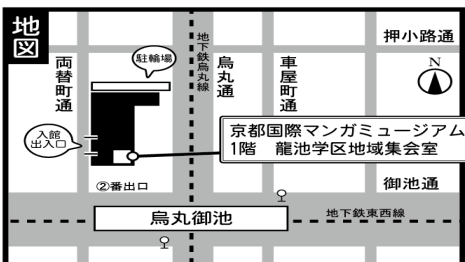 地図
押小路通
両替町通
駐輪場
地下鉄烏丸線
烏丸通
車屋町通
N
入館
出入口
京都国際マンガミュージアム
1階 龍池学区地域集会室
②番出口
御池通
烏丸御池
地下鉄東西線